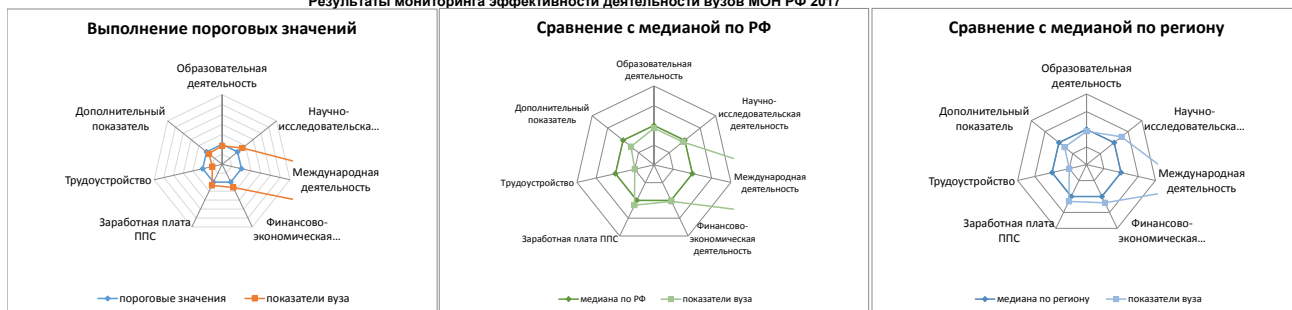 Результаты мониторинга эффективности деятельности вузов МОН РФ 2017
Выполнение пороговых значений
Образовательная
деятельность
Научно-
исследовательска...
Международная
деятельность
Финансово-
экономическая...
Заработная плата
ППС
Трудоустройство
Дополнительный
показатель
пороговые значения
показатели вуза
Сравнение с медианой по РФ
Образовательная
деятельность
Научно-
исследовательская
деятельность
Международная
деятельность
Финансово-
экономическая
деятельность
Заработная плата ППС
Трудоустройство
Дополнительный
показатель
медиана по РФ
показатели вуза
Сравнение с медианой по региону
Образовательная
деятельность
Научно-
исследовательска...
Международная
деятельность
Финансово-
экономическая...
Заработная плата
ППС
Трудоустройство
Дополнительный
показатель
медиана по региону
показатели вуза